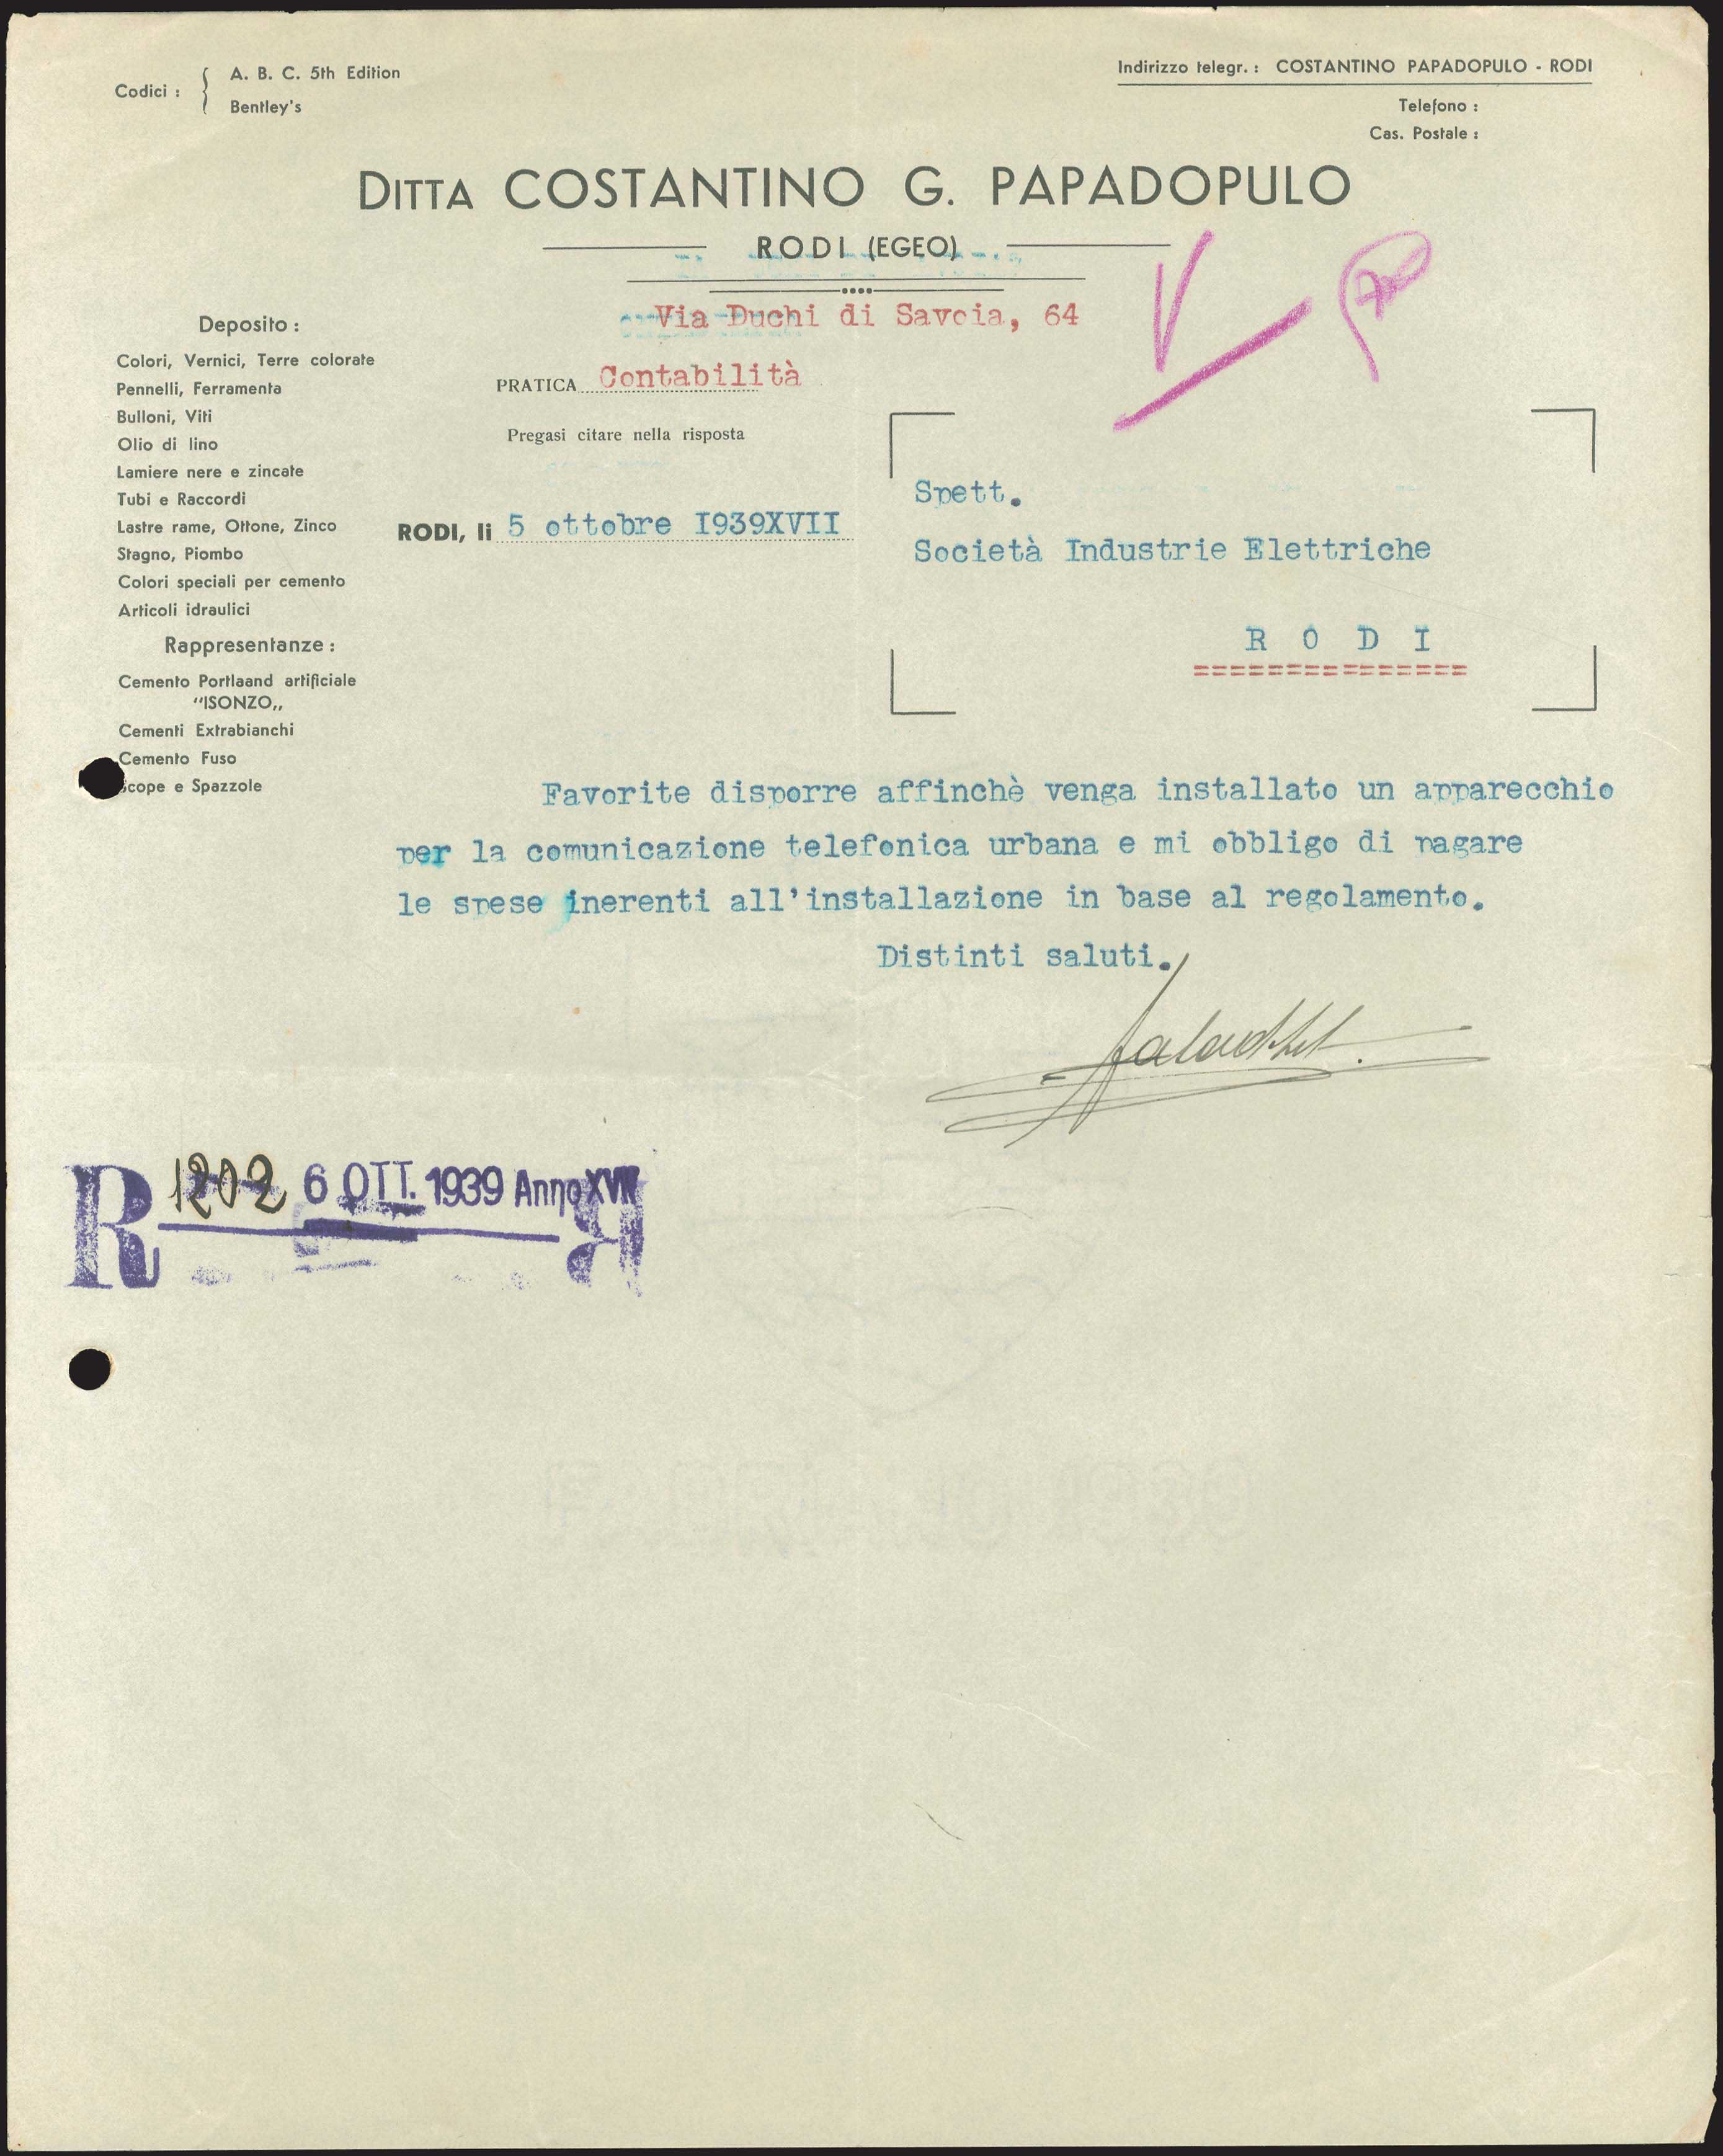 Codici :
A. B. C. 5th Edition
Bentley's
Indirizzo telegr. : COSTANTINO PAPADOPULO - RODI
Telefono :
Cas. Postale :
DITTA COSTANTINO G. PAPADOPULO
RODI (EGEO)
Via Duchi di Savoia, 64
PRATICA Contabilità
Pregasi citare nella risposta
RODI, li 5 ottobre I939XVII
Deposito :
Colori, Vernici, Terre colorate
Pennelli, Ferramenta
Bulloni, Viti
Olio di lino
Lamiere nere e zincate
Tubi e Raccordi
Lastre rame, Ottone, Zinco
Stagno, Piombo
Colori speciali per cemento
Articoli idraulici
Rappresentanze :
Cemento Portlaand artificiale
"ISONZO,,
Cementi Extrabianchi
Cemento Fuso
Scope e Spazzole
Spett.
Società Industrie Elettriche
R O D I
===============
Favorite disporre affinchè venga installato un apparecchio
per la comunicazione telefonica urbana e mi obbligo di pagare
le spese inerenti all'installazione in base al regolamento.
Distinti saluti.
R 1202 6 OTT. 1939 Anno XVII R